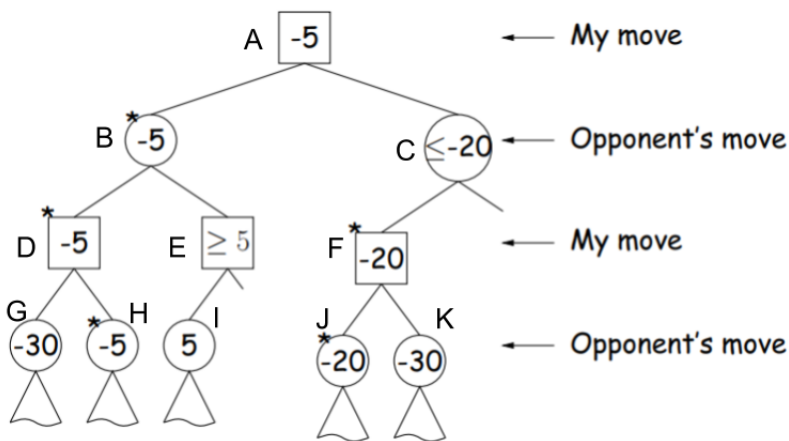 A -5 My move
* B -5 C ≤-20 Opponent's move
* D -5 E ≥ 5 * F -20 My move
G -30 * H -5 I 5 J * -20 K -30 Opponent's move